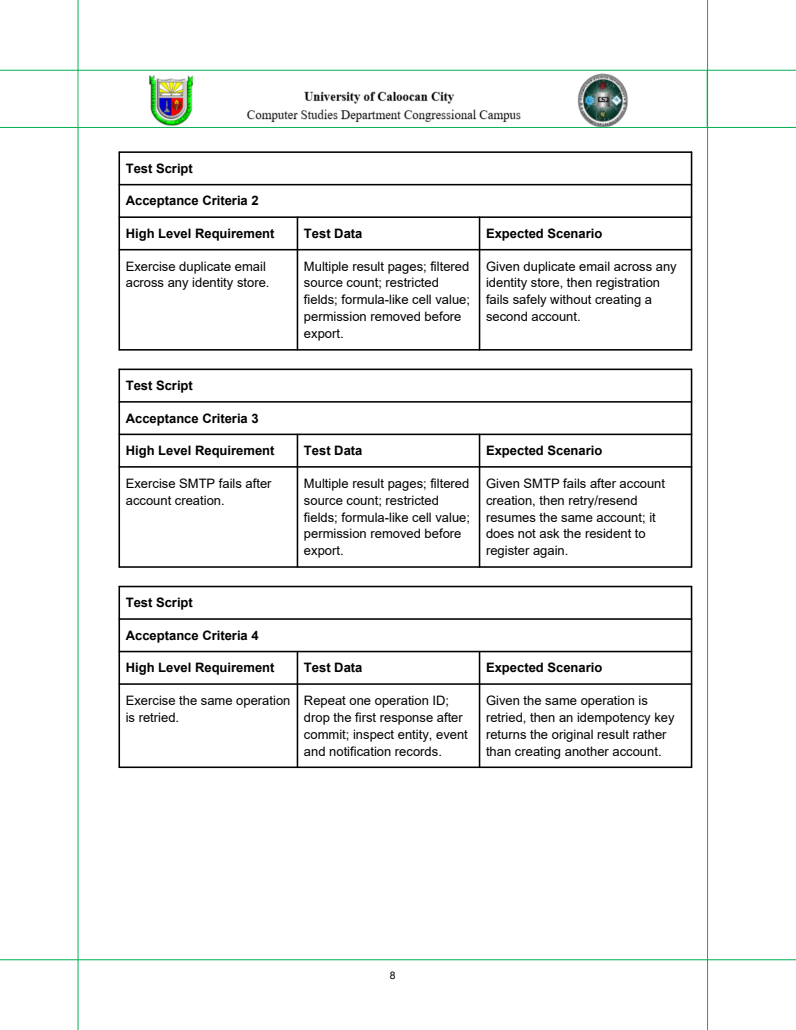 University of Caloocan City
Computer Studies Department Congressional Campus
Test Script
Acceptance Criteria 2
High Level Requirement
Test Data
Expected Scenario
Exercise duplicate email
across any identity store.
Multiple result pages; filtered
source count; restricted
fields; formula-like cell value;
permission removed before
export.
Given duplicate email across any
identity store, then registration
fails safely without creating a
second account.
Test Script
Acceptance Criteria 3
High Level Requirement
Test Data
Expected Scenario
Exercise SMTP fails after
account creation.
Multiple result pages; filtered
source count; restricted
fields; formula-like cell value;
permission removed before
export.
Given SMTP fails after account
creation, then retry/resend
resumes the same account; it
does not ask the resident to
register again.
Test Script
Acceptance Criteria 4
High Level Requirement
Test Data
Expected Scenario
Exercise the same operation
is retried.
Repeat one operation ID;
drop the first response after
commit; inspect entity, event
and notification records.
Given the same operation is
retried, then an idempotency key
returns the original result rather
than creating another account.
8